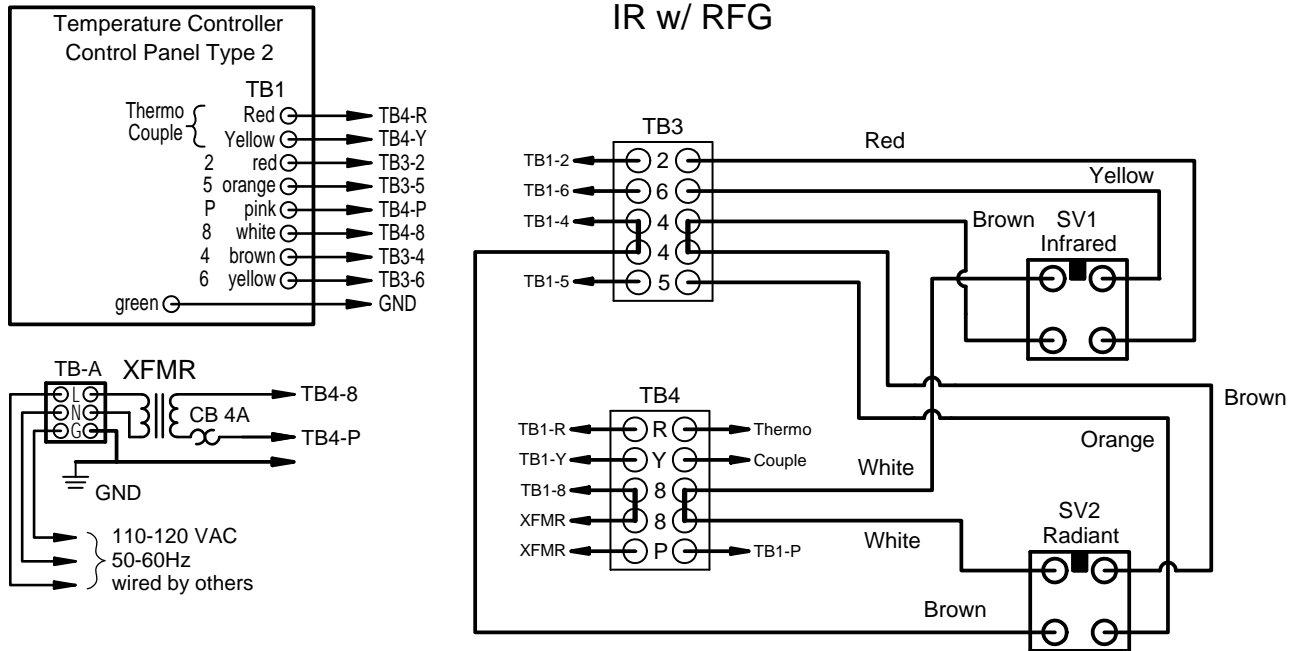 IR w/ RFG
Temperature Controller
Control Panel Type 2
TB1
Thermo
Couple
Red TB4-R
Yellow TB4-Y
2 red TB3-2
5 orange TB3-5
P pink TB4-P
8 white TB4-8
4 brown TB3-4
6 yellow TB3-6
green GND
TB-A XFMR
L
N
G
CB 4A
TB4-8
TB4-P
GND
110-120 VAC
50-60Hz
wired by others
TB3
TB1-2 2
TB1-6 6
TB1-4 4
4
TB1-5 5
Red
Yellow
Brown
SV1
Infrared
Brown
Orange
TB4
TB1-R R Thermo
TB1-Y Y Couple
TB1-8 8
XFMR 8
XFMR P TB1-P
White
White
SV2
Radiant
Brown